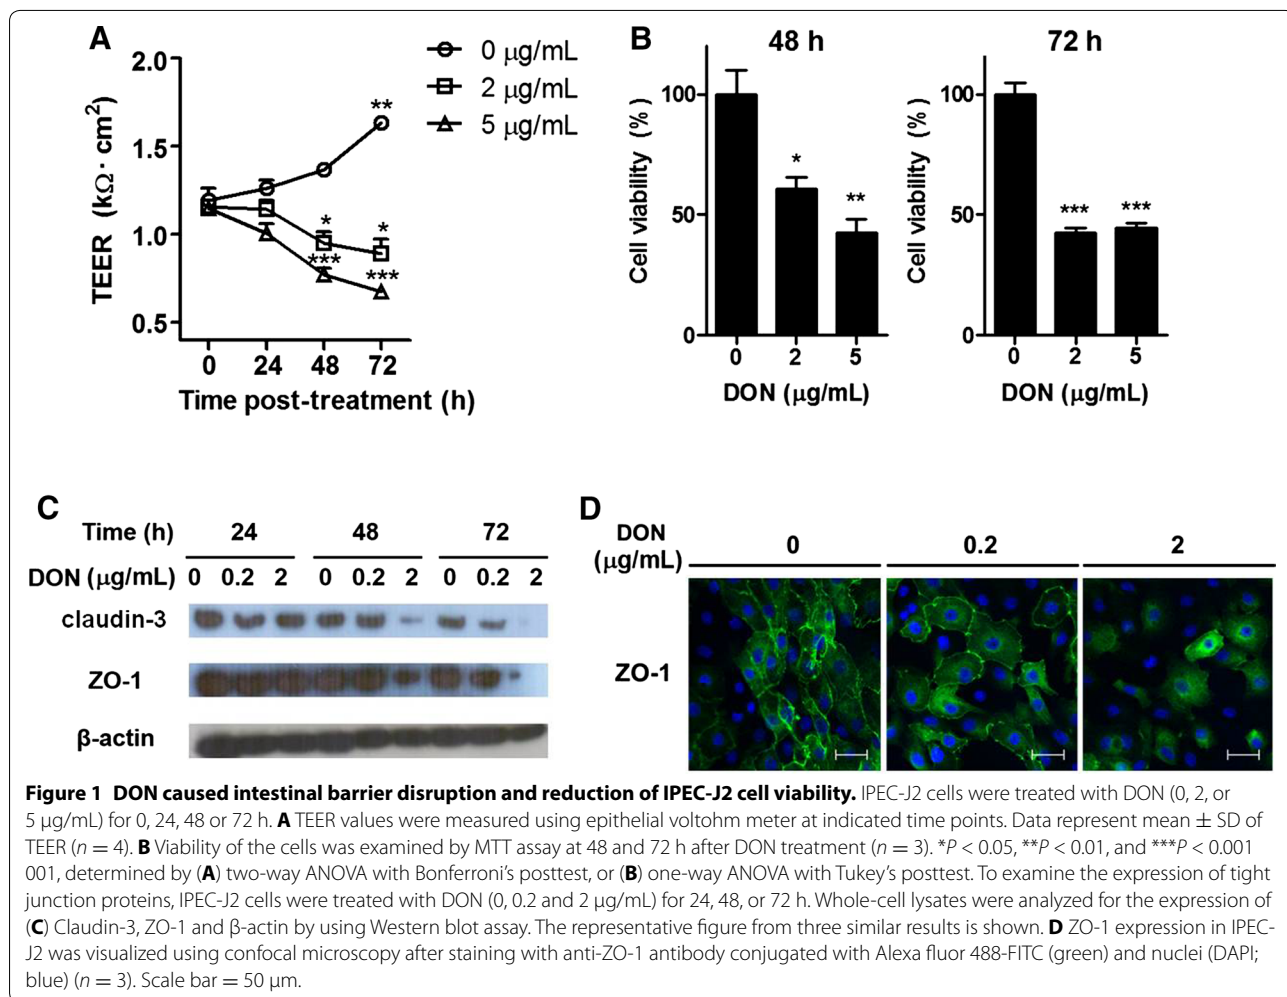 A
2.0
1.5
1.0
0.5
TEER (kΩ · cm²)
**
*
*
***
***
0 24 48 72
Time post-treatment (h)
0 μg/mL
2 μg/mL
5 μg/mL
B
48 h
Cell viability (%)
100
50
0
*
**
0 2 5
DON (μg/mL)
72 h
Cell viability (%)
100
50
0
*** ***
0 2 5
DON (μg/mL)
C
Time (h) 24 48 72
DON (μg/mL) 0 0.2 2 0 0.2 2 0 0.2 2
claudin-3
ZO-1
β-actin
D
DON
(μg/mL)
0 0.2 2
ZO-1
Figure 1 DON caused intestinal barrier disruption and reduction of IPEC-J2 cell viability. IPEC-J2 cells were treated with DON (0, 2, or
5 μg/mL) for 0, 24, 48 or 72 h. A TEER values were measured using epithelial voltohm meter at indicated time points. Data represent mean ± SD of
TEER (n = 4). B Viability of the cells was examined by MTT assay at 48 and 72 h after DON treatment (n = 3). *P < 0.05, **P < 0.01, and ***P < 0.001
001, determined by (A) two-way ANOVA with Bonferroni's posttest, or (B) one-way ANOVA with Tukey's posttest. To examine the expression of tight
junction proteins, IPEC-J2 cells were treated with DON (0, 0.2 and 2 μg/mL) for 24, 48, or 72 h. Whole-cell lysates were analyzed for the expression of
(C) Claudin-3, ZO-1 and β-actin by using Western blot assay. The representative figure from three similar results is shown. D ZO-1 expression in IPEC-
J2 was visualized using confocal microscopy after staining with anti-ZO-1 antibody conjugated with Alexa fluor 488-FITC (green) and nuclei (DAPI;
blue) (n = 3). Scale bar = 50 μm.